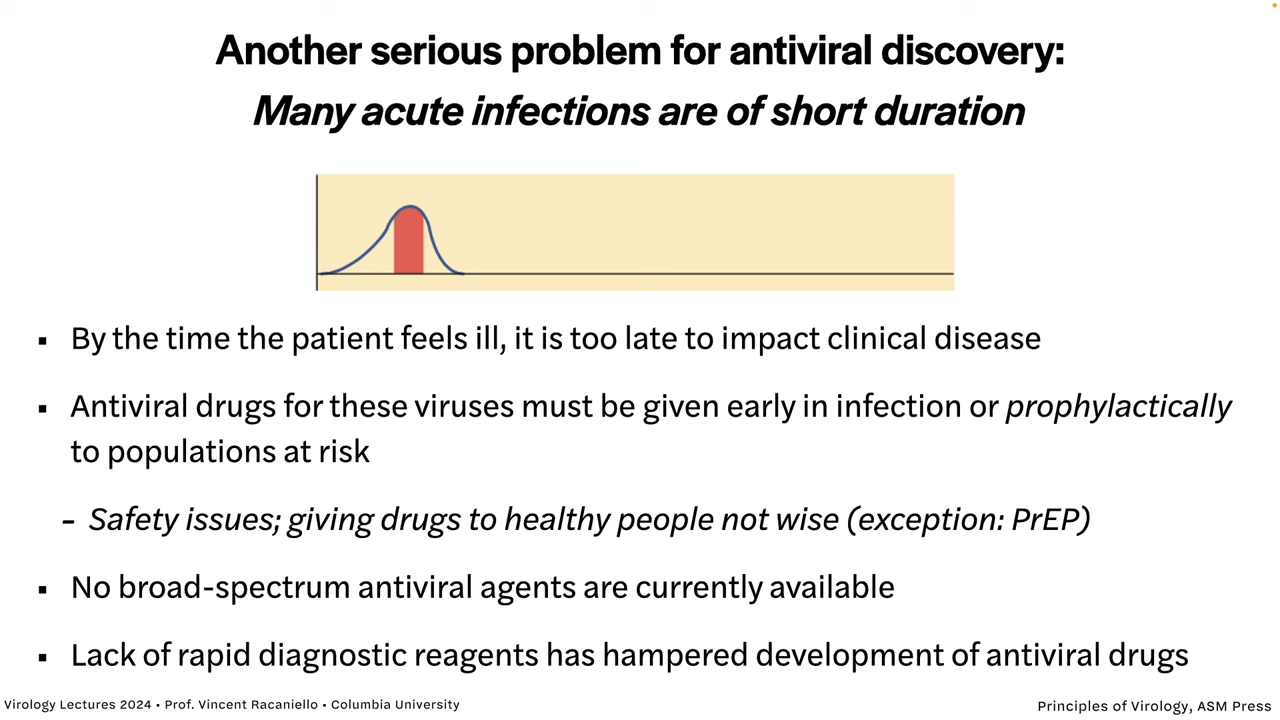 Another serious problem for antiviral discovery:
Many acute infections are of short duration
▪ By the time the patient feels ill, it is too late to impact clinical disease
▪ Antiviral drugs for these viruses must be given early in infection or prophylactically
to populations at risk
– Safety issues; giving drugs to healthy people not wise (exception: PrEP)
▪ No broad-spectrum antiviral agents are currently available
▪ Lack of rapid diagnostic reagents has hampered development of antiviral drugs
Virology Lectures 2024 • Prof. Vincent Racaniello • Columbia University
Principles of Virology, ASM Press